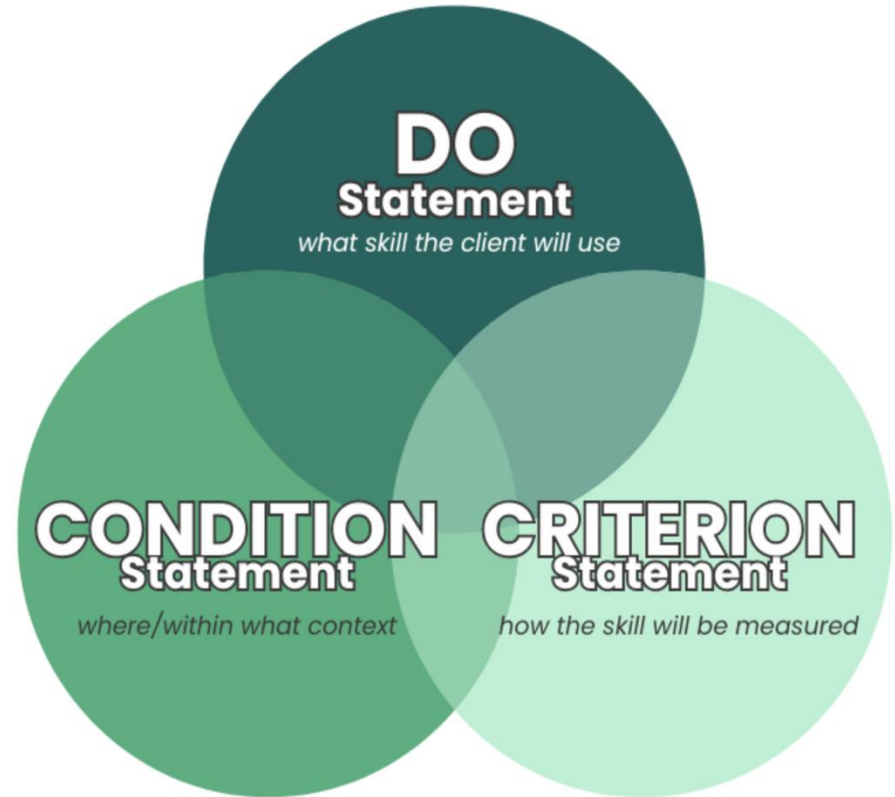 DO
Statement
what skill the client will use
CONDITION
Statement
where/within what context
CRITERION
Statement
how the skill will be measured